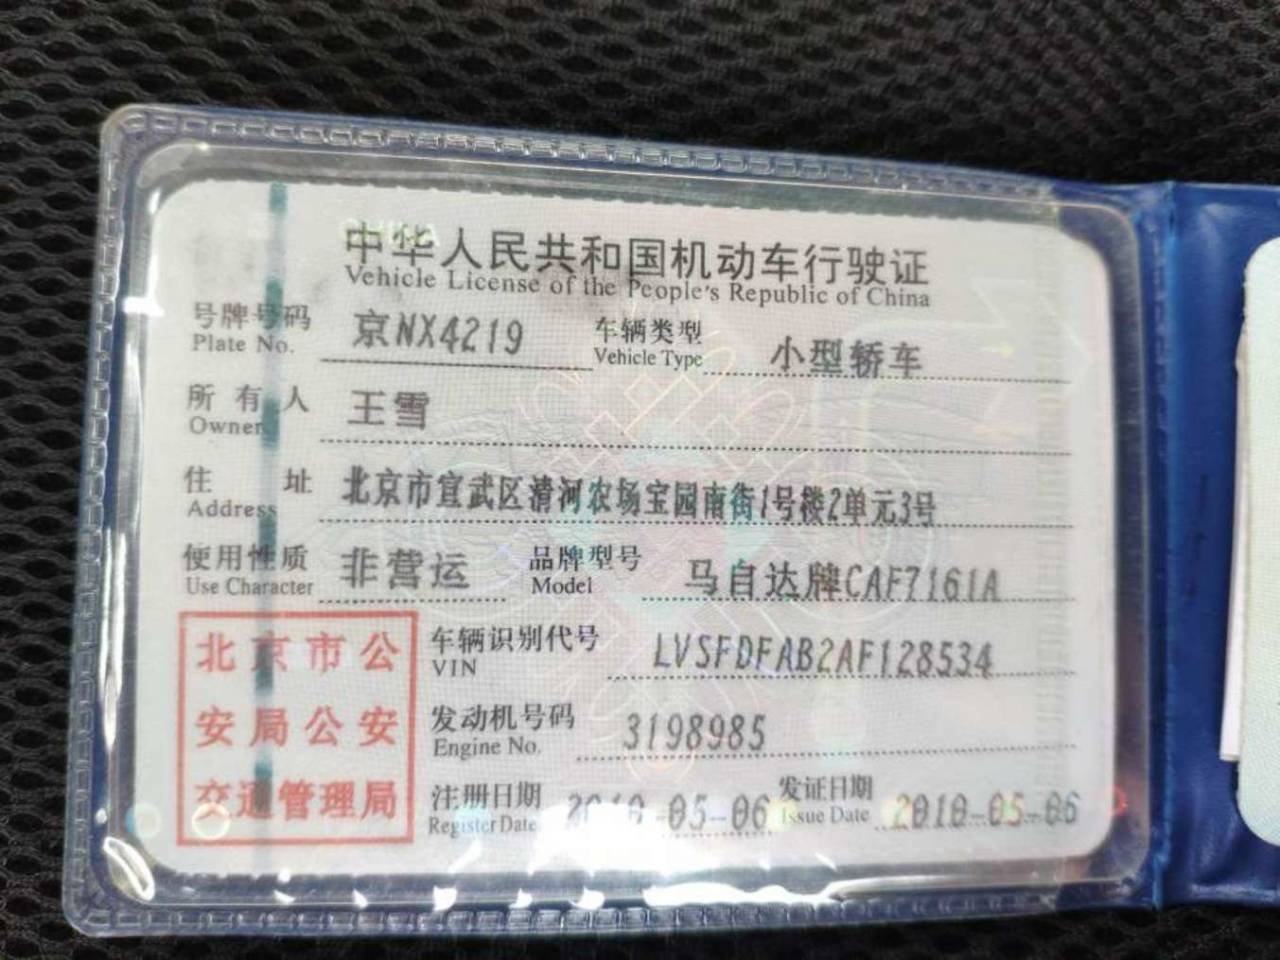 中华人民共和国机动车行驶证
Vehicle License of the People's Republic of China
号牌号码 京NX4219 车辆类型 小型轿车
Plate No. Vehicle Type
所有人 王雪
Owner
住址 北京市宣武区清河农场宝园南街1号楼2单元3号
Address
使用性质 非营运 品牌型号 马自达牌CAF7161A
Use Character Model
北京市公安局公安交通管理局
车辆识别代号 LVSFDFAB2AF128534
VIN
发动机号码 3198985
Engine No.
注册日期 2010-05-06 发证日期 2010-05-06
Register Date Issue Date